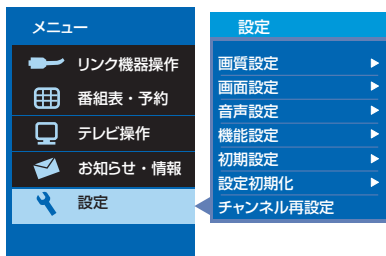 メニュー
リンク機器操作
番組表・予約
テレビ操作
お知らせ・情報
設定
設定
画質設定
画面設定
音声設定
機能設定
初期設定
設定初期化
チャンネル再設定